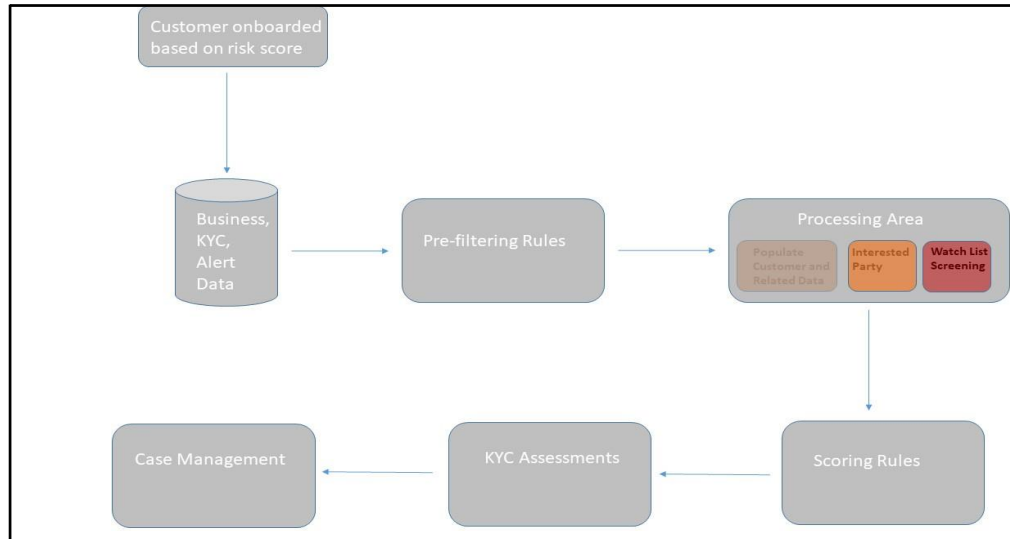 Customer onboarded
based on risk score
Business,
KYC,
Alert
Data
Pre-filtering Rules
Processing Area
Populate
Customer and
Related Data
Interested
Party
Watch List
Screening
Scoring Rules
KYC Assessments
Case Management